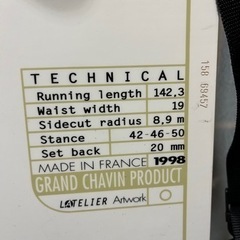 TECHNICAL
Running length 142,3
Waist width 19
Sidecut radius 8,9 m
Stance 42-46-50
Set back 20 mm
MADE IN FRANCE 1998
GRAND CHAVIN PRODUCT
L'ATELIER Artwork
158 69457